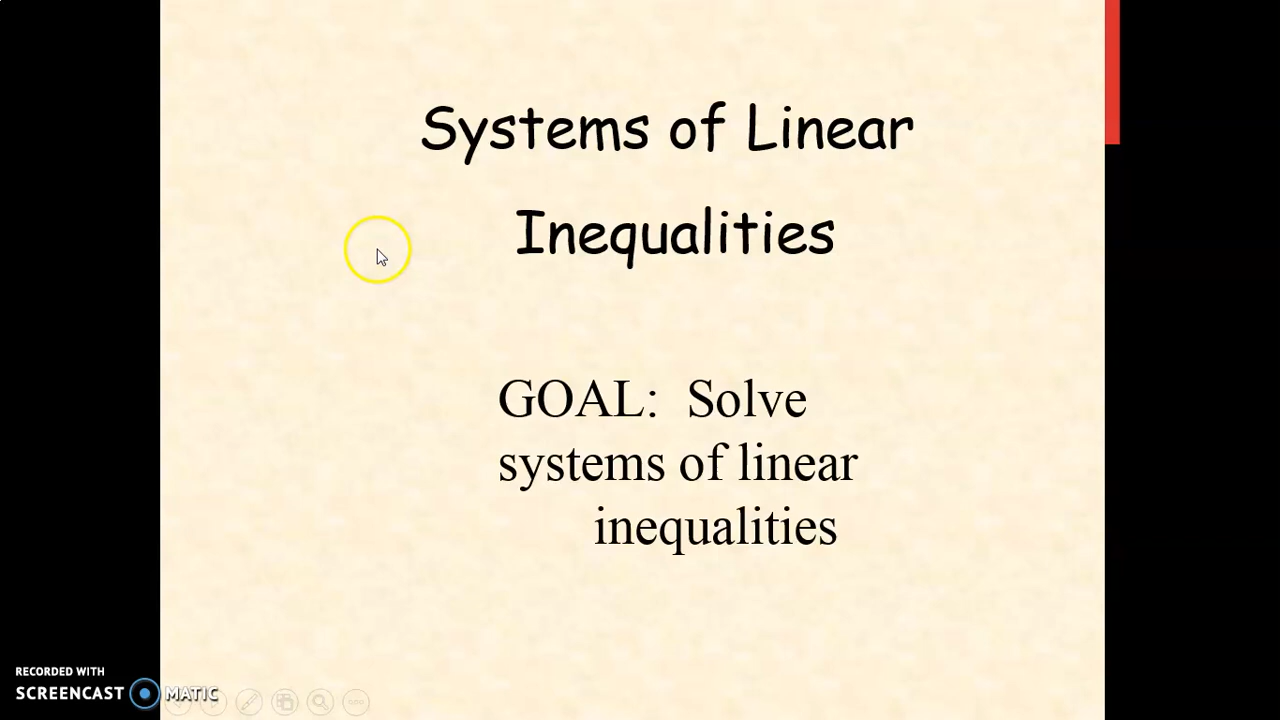 Systems of Linear
Inequalities
GOAL: Solve
systems of linear
inequalities
RECORDED WITH
SCREENCAST MATIC